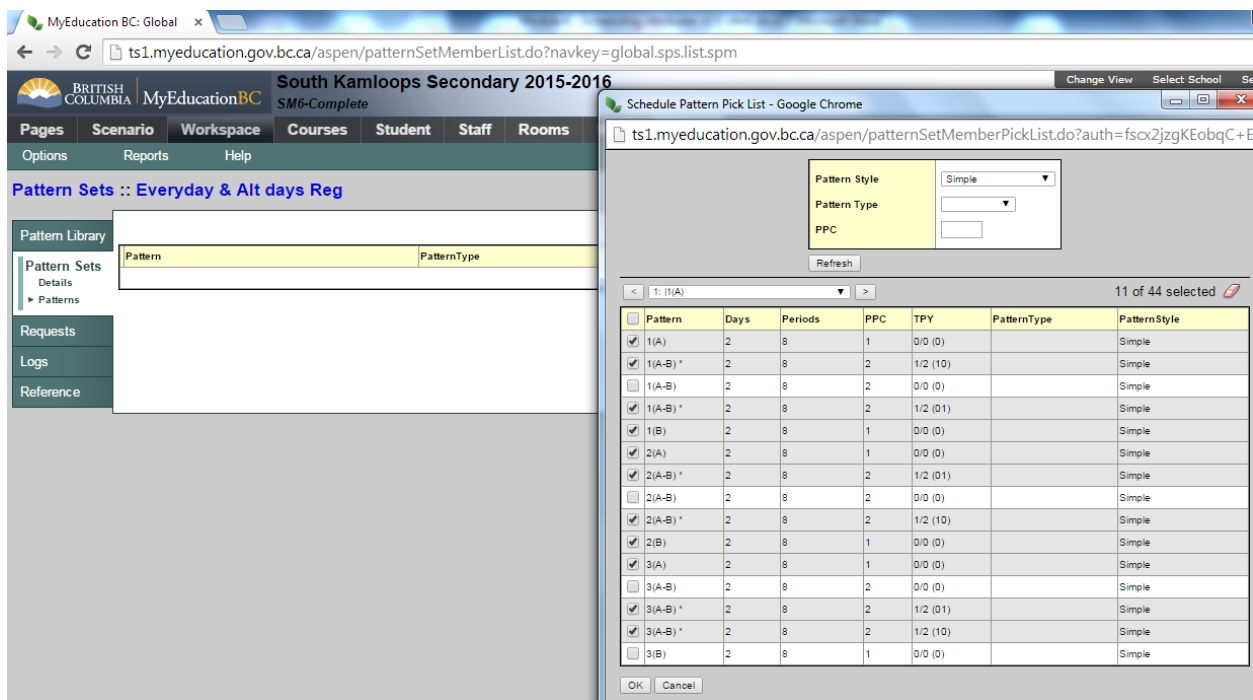 MyEducation BC: Global ×
ts1.myeducation.gov.bc.ca/aspen/patternSetMemberList.do?navkey=global.sps.list.spm
BRITISH COLUMBIA MyEducationBC
South Kamloops Secondary 2015-2016
SM6-Complete
Change View Select School Se
Pages Scenario Workspace Courses Student Staff Rooms
Options Reports Help
Pattern Sets :: Everyday & Alt days Reg
Pattern Library
Pattern Sets
Details
Patterns
Requests
Logs
Reference
Pattern PatternType
Schedule Pattern Pick List - Google Chrome
ts1.myeducation.gov.bc.ca/aspen/patternSetMemberPickList.do?auth=fscx2jzgKEobqC+E
Pattern Style Simple
Pattern Type
PPC
Refresh
< 1: |1(A) > 11 of 44 selected
Pattern Days Periods PPC TPY PatternType PatternStyle
1(A) 2 8 1 0/0 (0) Simple
1(A-B) * 2 8 2 1/2 (10) Simple
1(A-B) 2 8 2 0/0 (0) Simple
1(A-B) * 2 8 2 1/2 (01) Simple
1(B) 2 8 1 0/0 (0) Simple
2(A) 2 8 1 0/0 (0) Simple
2(A-B) * 2 8 2 1/2 (01) Simple
2(A-B) 2 8 2 0/0 (0) Simple
2(A-B) * 2 8 2 1/2 (10) Simple
2(B) 2 8 1 0/0 (0) Simple
3(A) 2 8 1 0/0 (0) Simple
3(A-B) 2 8 2 0/0 (0) Simple
3(A-B) * 2 8 2 1/2 (01) Simple
3(A-B) * 2 8 2 1/2 (10) Simple
3(B) 2 8 1 0/0 (0) Simple
OK Cancel